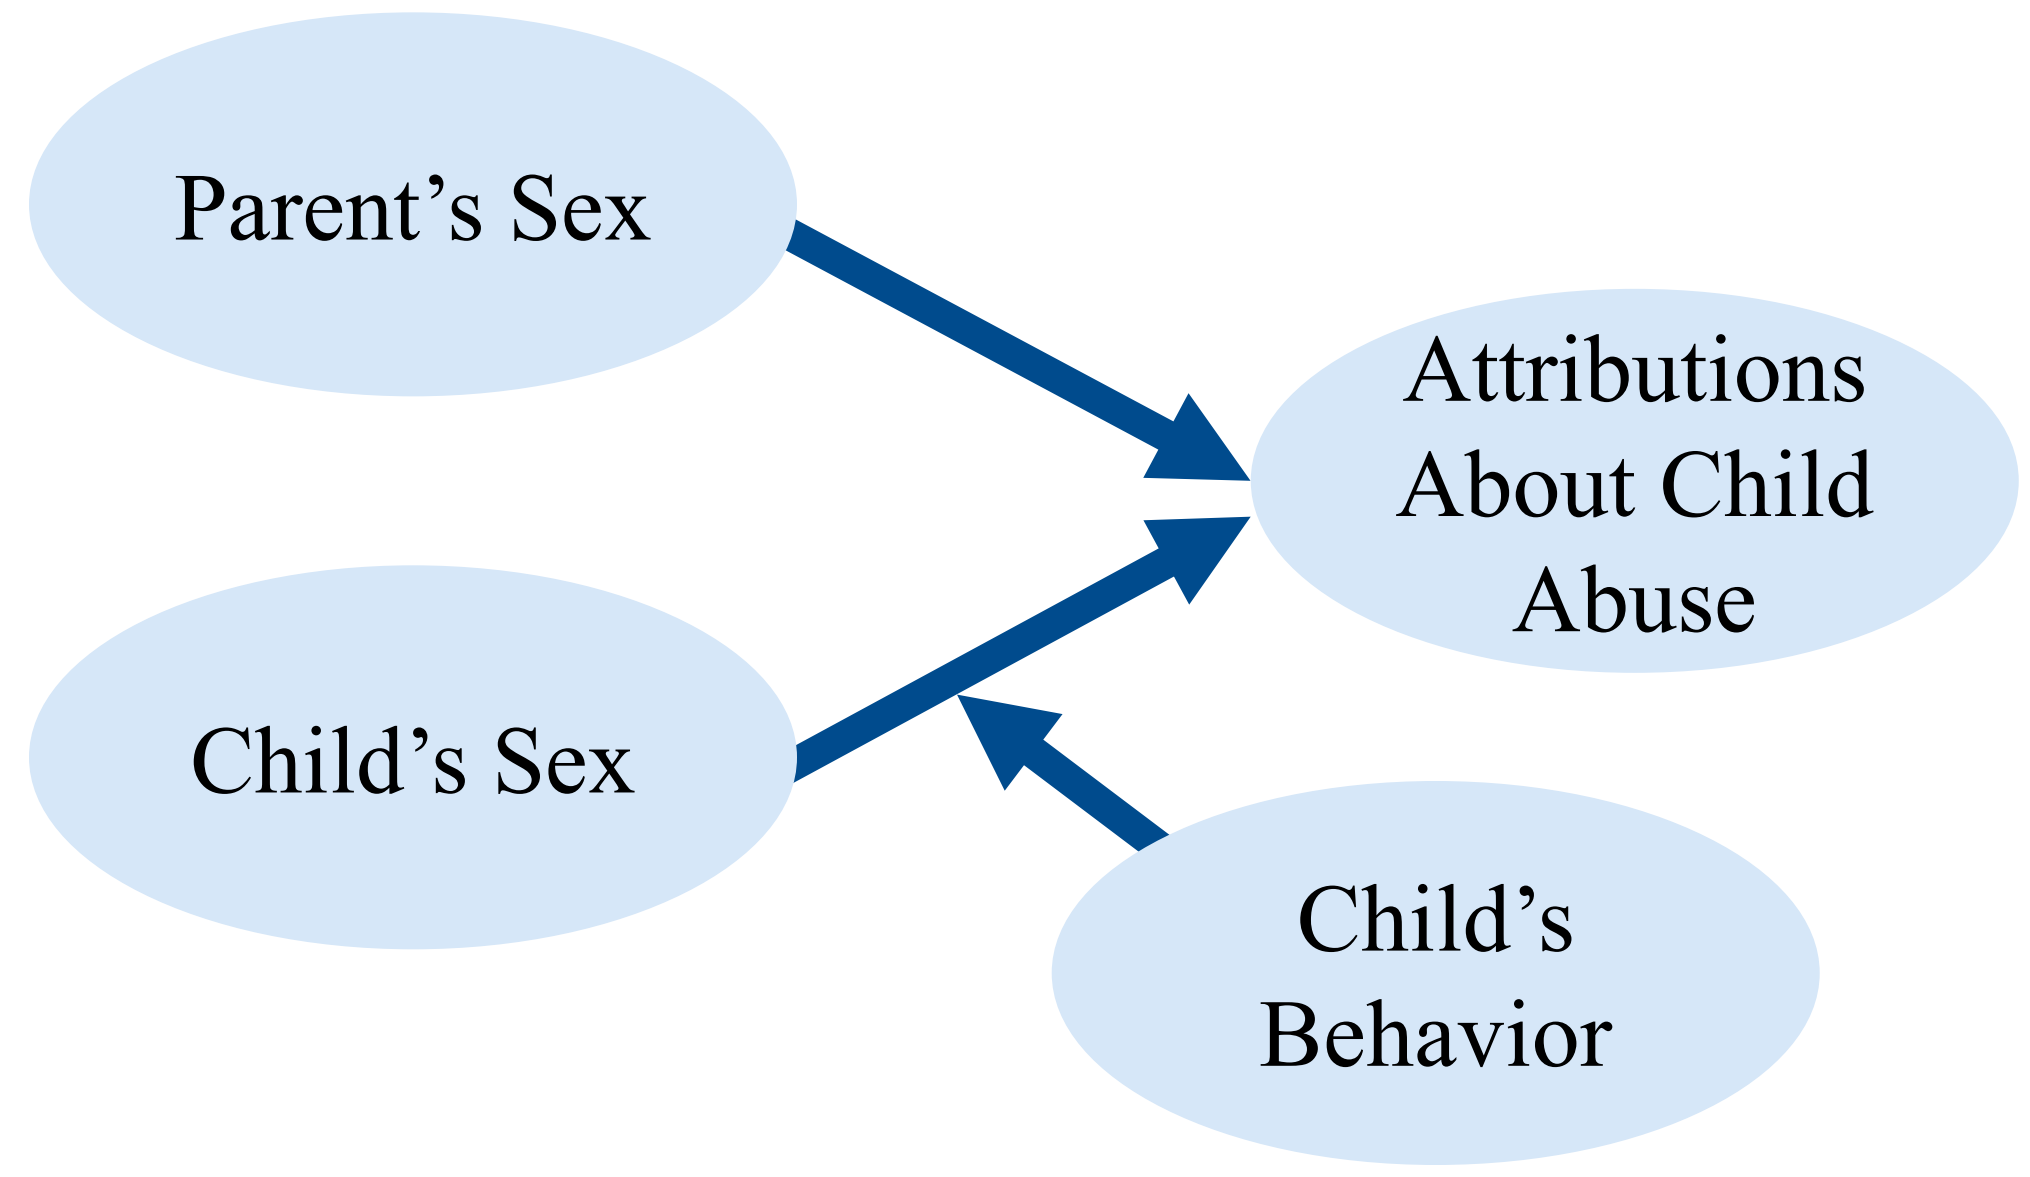 Parent’s Sex
Attributions
About Child
Abuse
Child’s Sex
Child’s
Behavior